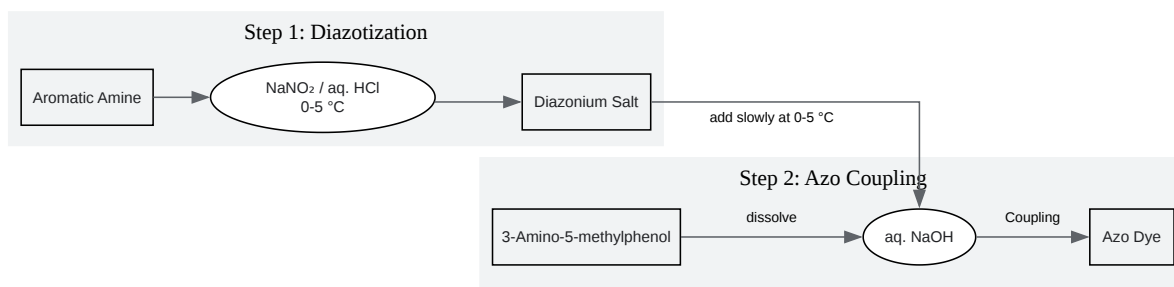 Step 1: Diazotization
Aromatic Amine
NaNO₂ / aq. HCl
0-5 °C
Diazonium Salt
add slowly at 0-5 °C
Step 2: Azo Coupling
3-Amino-5-methylphenol
dissolve
aq. NaOH
Coupling
Azo Dye